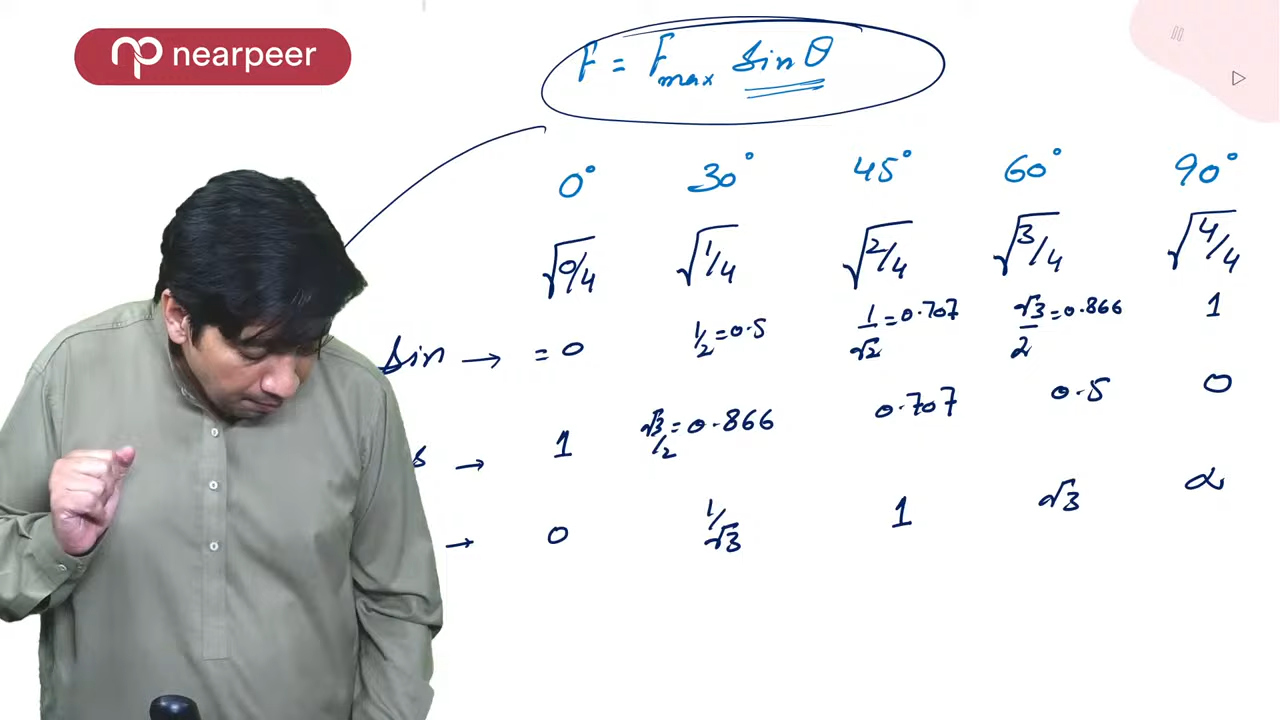 nearpeer
F = Fmax Sin θ
0° 30° 45° 60° 90°
√0/4 √1/4 √2/4 √3/4 √4/4
Sin → = 0 1/2 = 0.5 1/√2 = 0.707 √3/2 = 0.866 1
s → 1 √3/2 = 0.866 0.707 0.5 0
→ 0 1/√3 1 √3 α